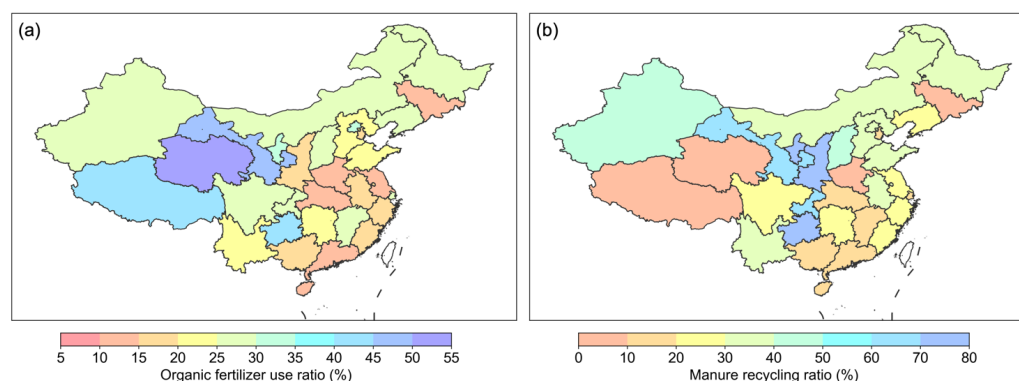 (a)
(b)
5 10 15 20 25 30 35 40 45 50 55
Organic fertilizer use ratio (%)
0 10 20 30 40 50 60 70 80
Manure recycling ratio (%)